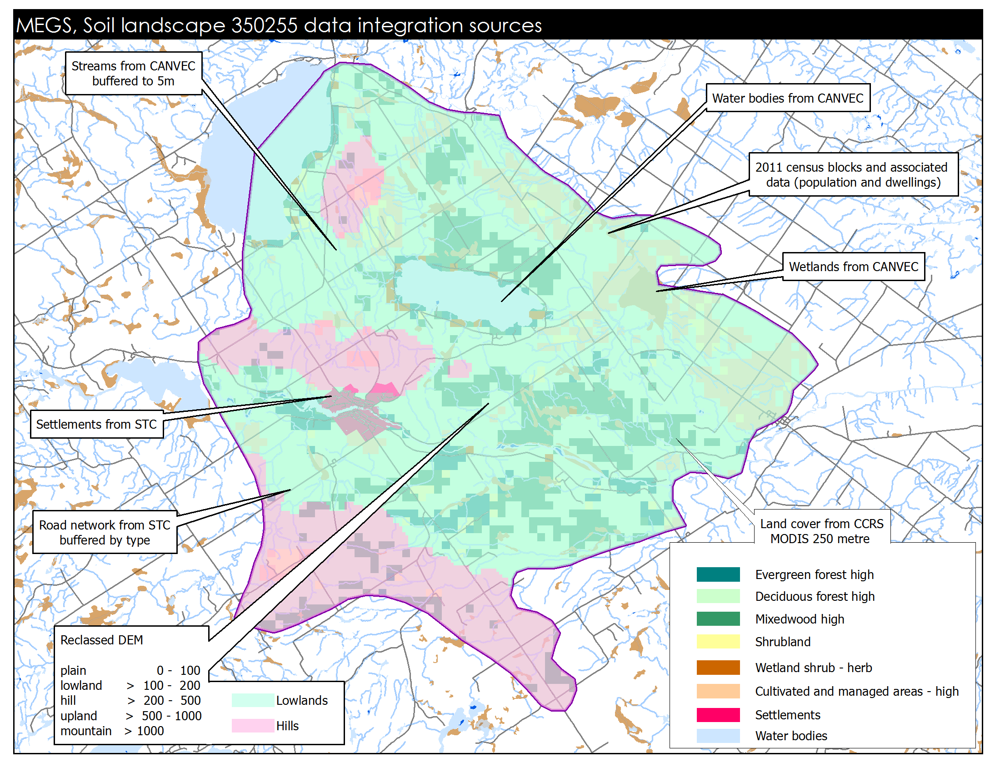 MEGS, Soil landscape 350255 data integration sources
Streams from CANVEC
buffered to 5m
Water bodies from CANVEC
2011 census blocks and associated
data (population and dwellings)
Wetlands from CANVEC
Settlements from STC
Road network from STC
buffered by type
Land cover from CCRS
MODIS 250 metre
Evergreen forest high
Deciduous forest high
Mixedwood high
Shrubland
Wetland shrub - herb
Cultivated and managed areas - high
Settlements
Water bodies
Reclassed DEM
plain 0 - 100
lowland > 100 - 200
hill > 200 - 500
upland > 500 - 1000
mountain > 1000
Lowlands
Hills